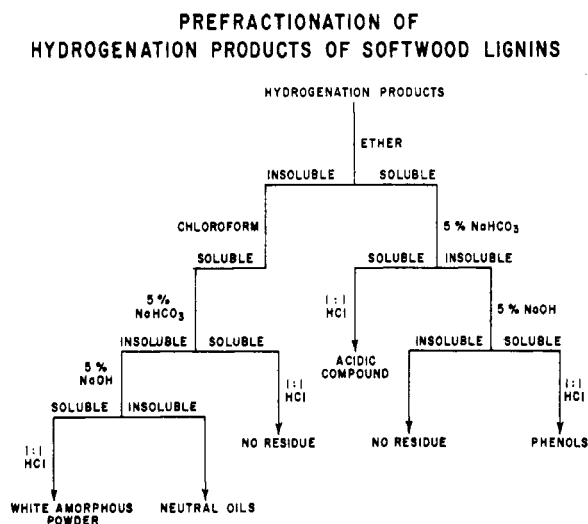 PREFRACTIONATION OF
HYDROGENATION PRODUCTS OF SOFTWOOD LIGNINS
HYDROGENATION PRODUCTS
ETHER
INSOLUBLE SOLUBLE
CHLOROFORM
5% NaHCO₃
SOLUBLE
SOLUBLE INSOLUBLE
5%
NaHCO₃
1:1
HCl
5% NaOH
ACIDIC
COMPOUND
INSOLUBLE SOLUBLE
INSOLUBLE SOLUBLE
5%
NaOH
1:1
HCl
1:1
HCl
SOLUBLE INSOLUBLE
NO RESIDUE
NO RESIDUE
PHENOLS
1:1
HCl
WHITE AMORPHOUS
POWDER
NEUTRAL OILS